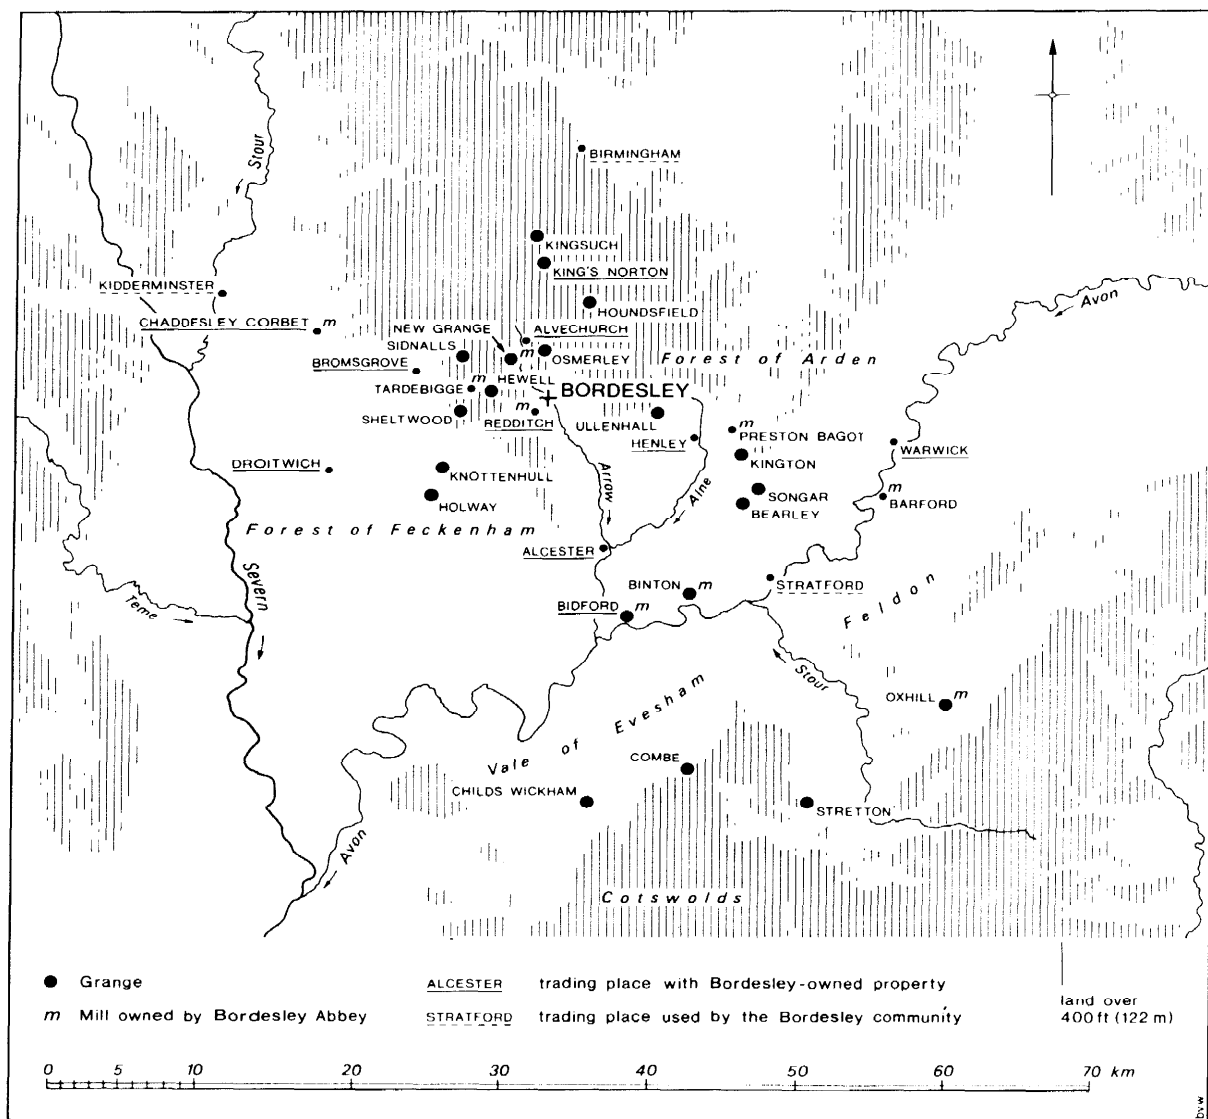 Stour
BIRMINGHAM
KINGSUCH
KING'S NORTON
KIDDERMINSTER
HOUNDSFIELD
Avon
CHADDESLEY CORBET m
NEW GRANGE
ALVECHURCH
SIDNALLS
m
OSMERLEY
Forest of Arden
BROMSGROVE
m
HEWELL
TARDEBIGGE
BORDESLEY
SHELTWOOD
m
REDDITCH
ULLENHALL
m
PRESTON BAGOT
HENLEY
WARWICK
DROITWICH
KNOTTENHULL
KINGTON
Arrow
Alne
HOLWAY
SONGAR
m
BARFORD
BEARLEY
Forest of Feckenham
ALCESTER
Severn
BINTON m
STRATFORD
Teme
BIDFORD m
Feldon
Stour
OXHILL m
Vale of Evesham
COMBE
CHILDS WICKHAM
STRETTON
Avon
Cotswolds
Grange
ALCESTER trading place with Bordesley-owned property
m Mill owned by Bordesley Abbey
STRATFORD trading place used by the Bordesley community
land over
400 ft (122 m)
0 5 10 20 30 40 50 60 70 km
bvw